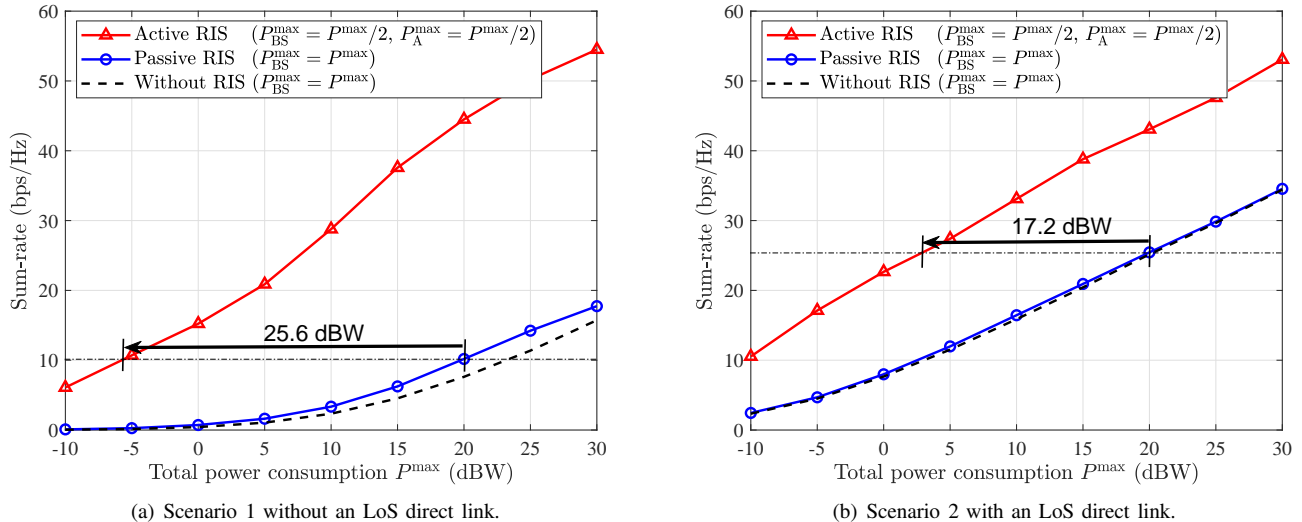 Active RIS (P_BS^max = P^max/2, P_A^max = P^max/2)
Passive RIS (P_BS^max = P^max)
Without RIS (P_BS^max = P^max)
60
50
40
30
20
10
0
Sum-rate (bps/Hz)
25.6 dBW
-10 -5 0 5 10 15 20 25 30
Total power consumption P^max (dBW)
(a) Scenario 1 without an LoS direct link.
Active RIS (P_BS^max = P^max/2, P_A^max = P^max/2)
Passive RIS (P_BS^max = P^max)
Without RIS (P_BS^max = P^max)
60
50
40
30
20
10
0
Sum-rate (bps/Hz)
17.2 dBW
-10 -5 0 5 10 15 20 25 30
Total power consumption P^max (dBW)
(b) Scenario 2 with an LoS direct link.